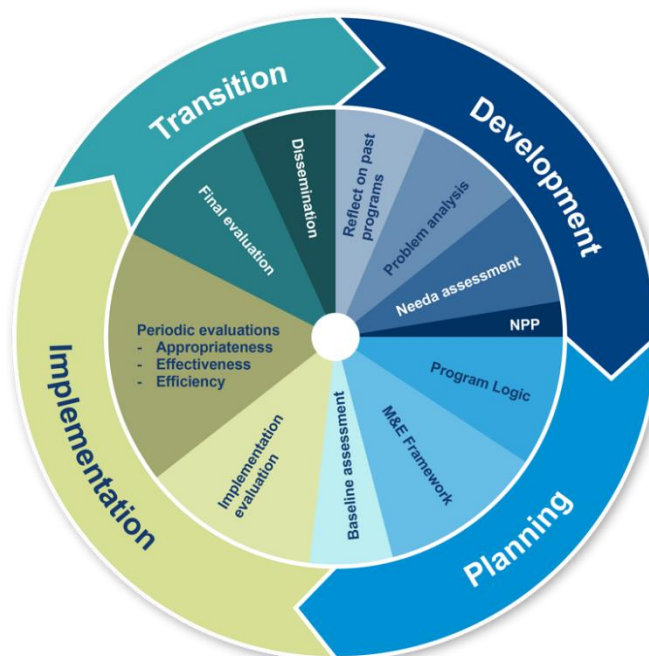 Transition
Development
Planning
Implementation
Reflect on past
programs
Problem analysis
Needa assessment
NPP
Program Logic
M&E Framework
Baseline assessment
Implementation
evaluation
Periodic evaluations
- Appropriateness
- Effectiveness
- Efficiency
Final evaluation
Dissemination